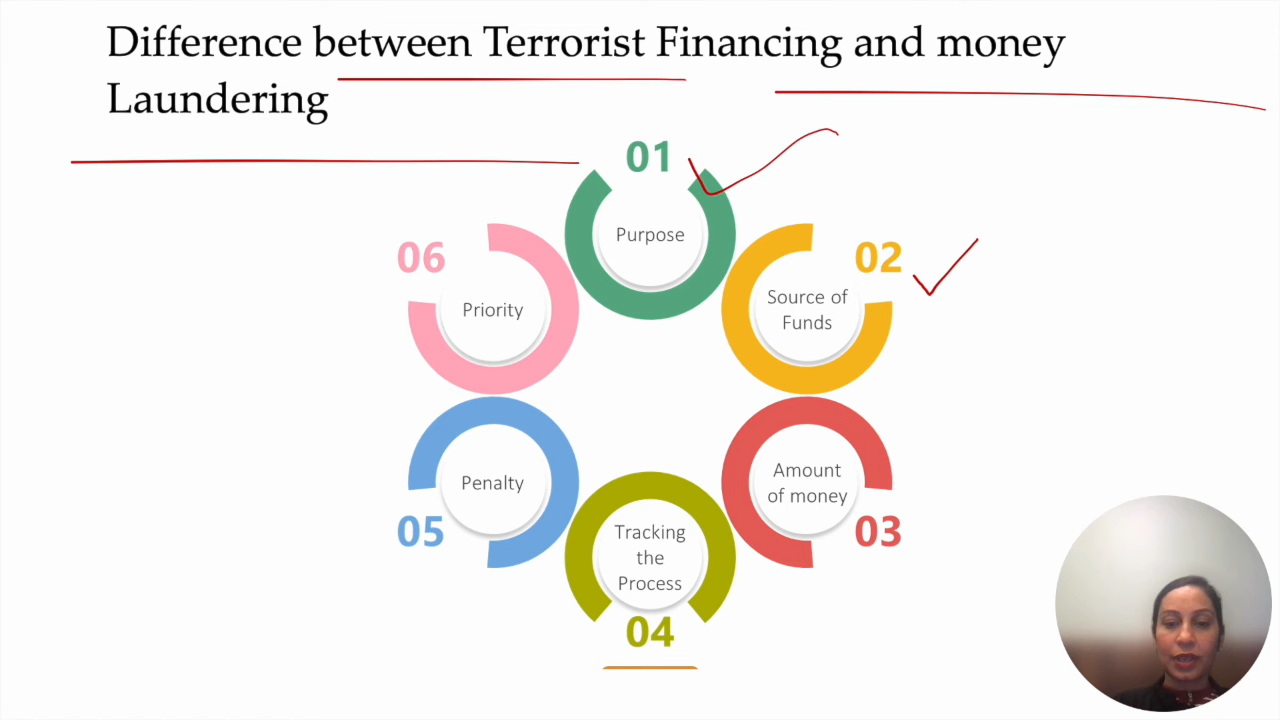 Difference between Terrorist Financing and money
Laundering
01
Purpose
02
Source of
Funds
03
Amount
of money
04
Tracking
the
Process
05
Penalty
06
Priority